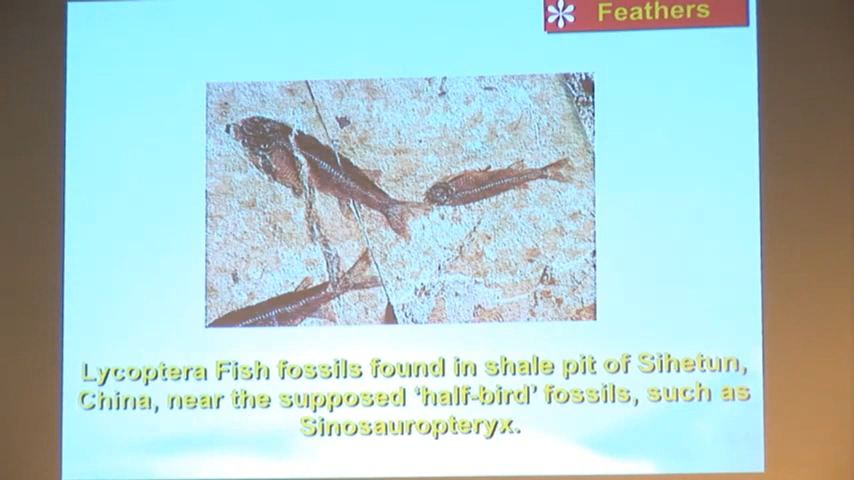 * Feathers
Lycoptera Fish fossils found in shale pit of Sihetun,
China, near the supposed ‘half-bird’ fossils, such as
Sinosauropteryx.